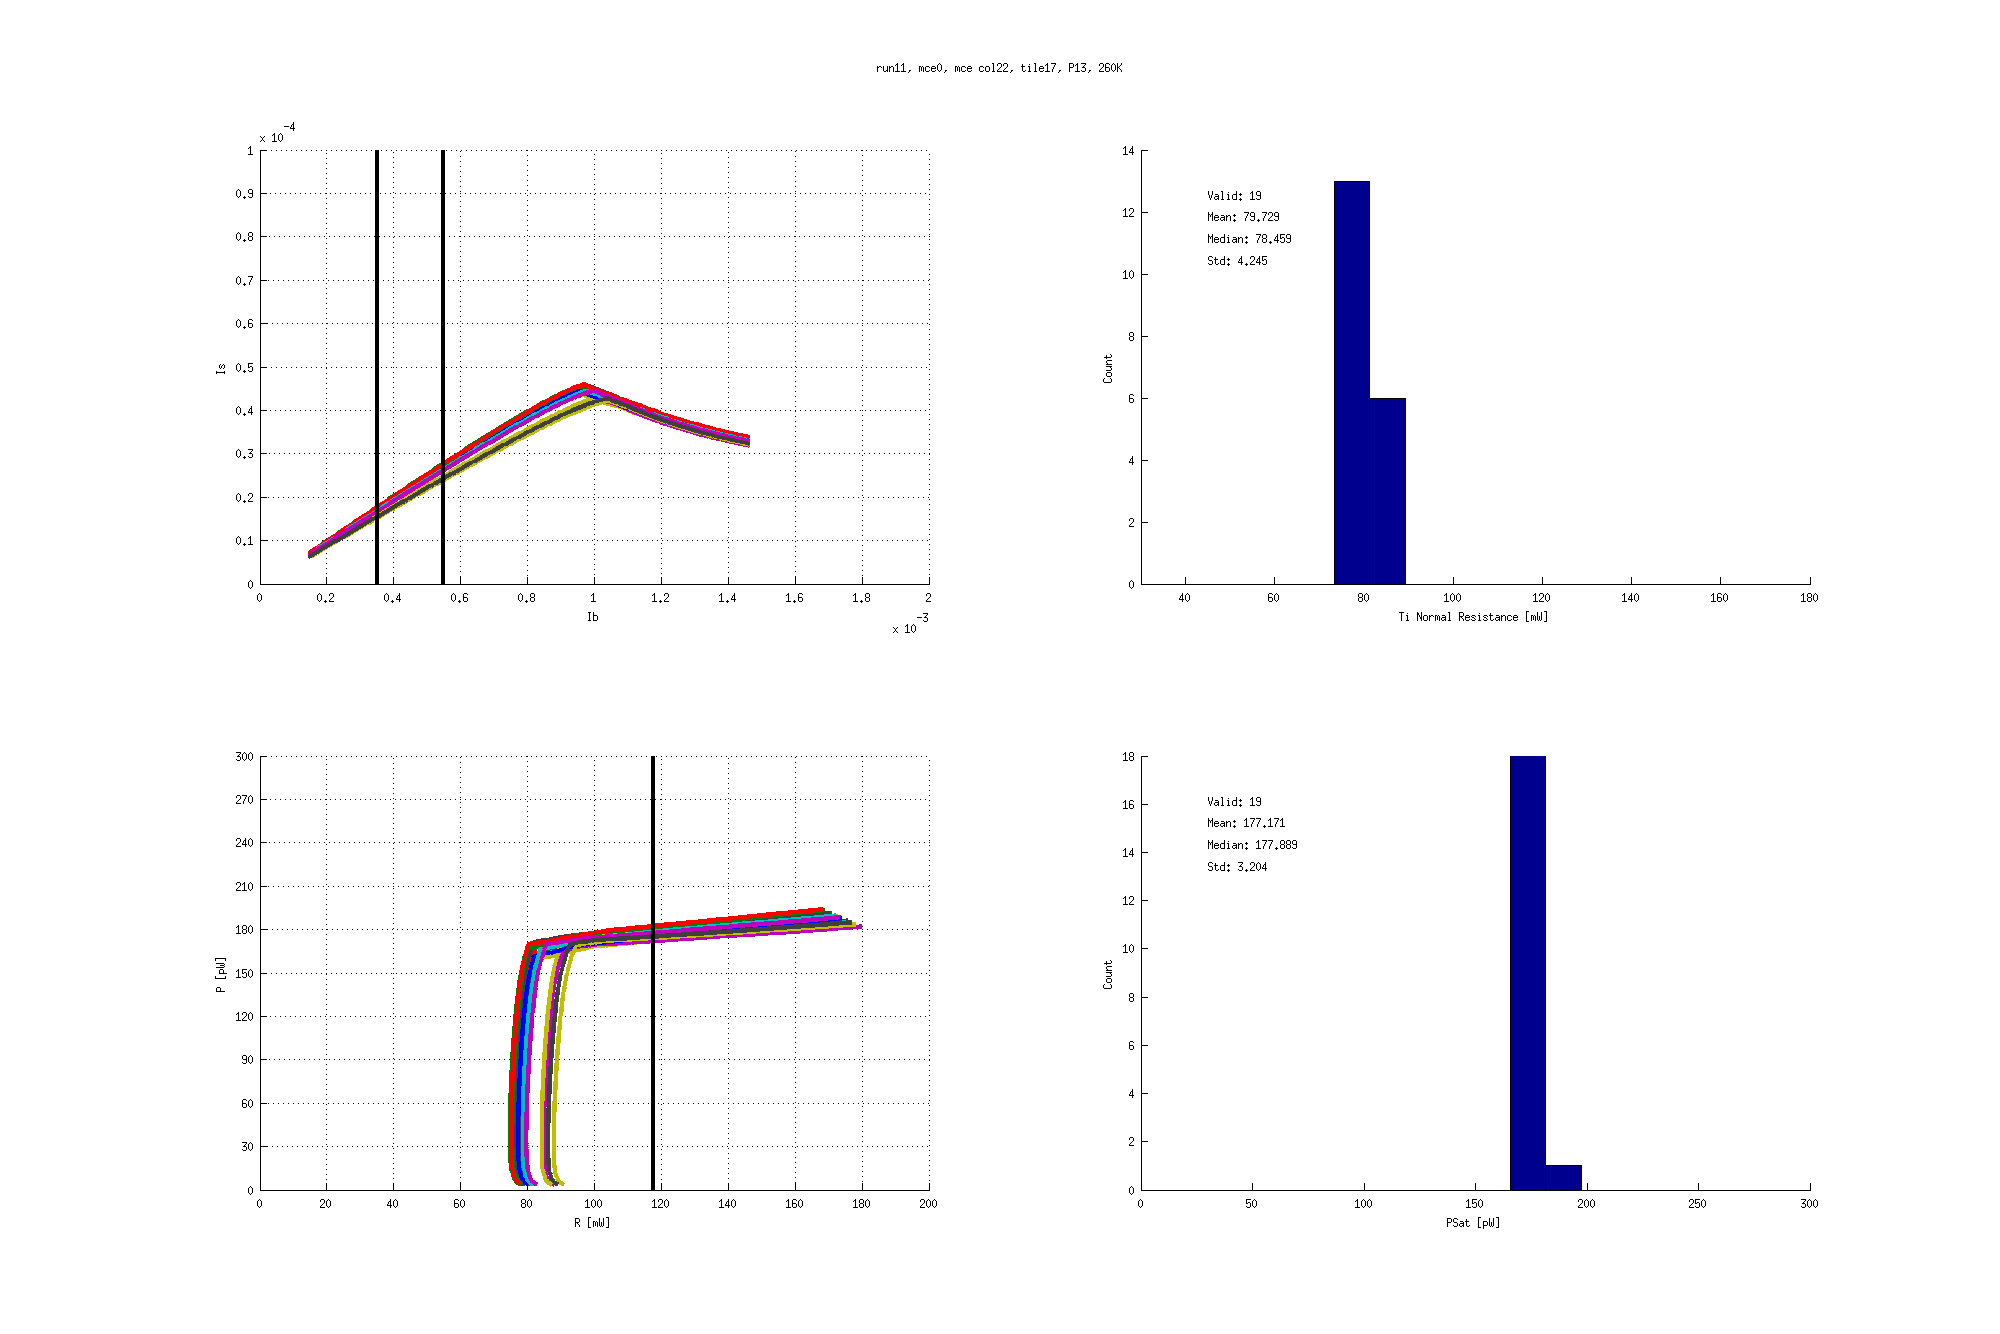 run11, mce0, mce col22, tile17, P13, 260K
x 10^-4
1
0.9
0.8
0.7
0.6
0.5
0.4
0.3
0.2
0.1
0
Is
0 0.2 0.4 0.6 0.8 1 1.2 1.4 1.6 1.8 2
Ib
x 10^-3
14
12
10
8
6
4
2
0
Count
Valid: 19
Mean: 79.729
Median: 78.459
Std: 4.245
40 60 80 100 120 140 160 180
Ti Normal Resistance [mW]
300
270
240
210
180
150
120
90
60
30
0
P [pW]
0 20 40 60 80 100 120 140 160 180 200
R [mW]
18
16
14
12
10
8
6
4
2
0
Count
Valid: 19
Mean: 177.171
Median: 177.889
Std: 3.204
0 50 100 150 200 250 300
PSat [pW]